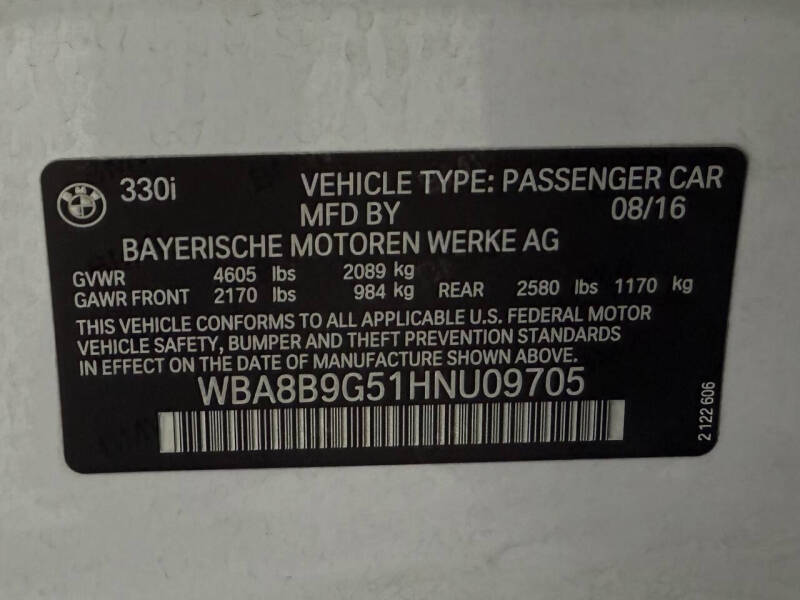 330i VEHICLE TYPE: PASSENGER CAR
MFD BY 08/16
BAYERISCHE MOTOREN WERKE AG
GVWR 4605 lbs 2089 kg
GAWR FRONT 2170 lbs 984 kg REAR 2580 lbs 1170 kg
THIS VEHICLE CONFORMS TO ALL APPLICABLE U.S. FEDERAL MOTOR
VEHICLE SAFETY, BUMPER AND THEFT PREVENTION STANDARDS
IN EFFECT ON THE DATE OF MANUFACTURE SHOWN ABOVE.
WBA8B9G51HNU09705
2 122 606